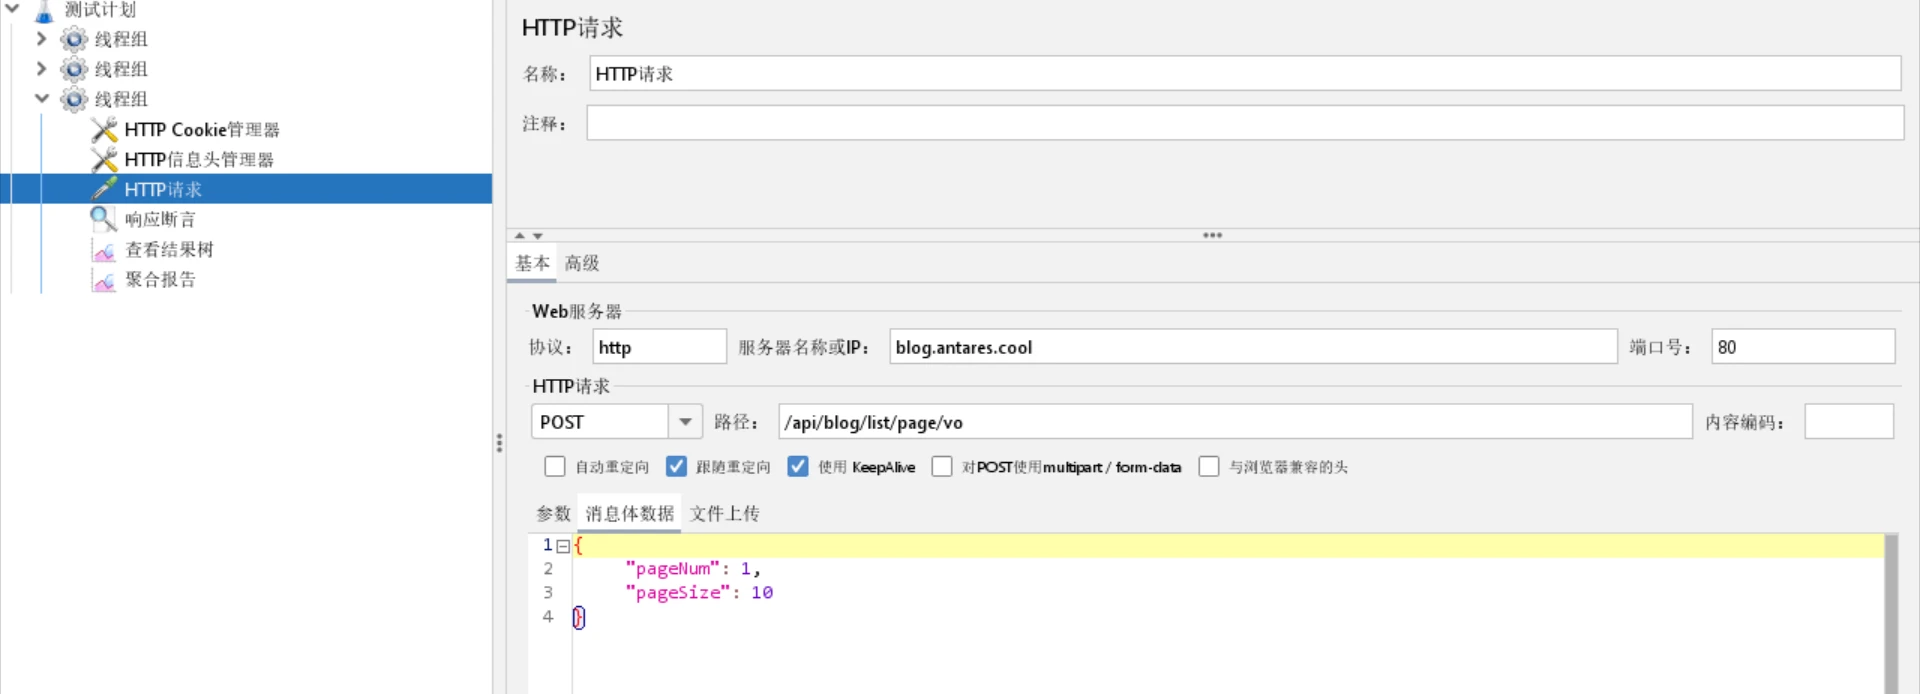 测试计划
线程组
线程组
线程组
HTTP Cookie管理器
HTTP信息头管理器
HTTP请求
响应断言
查看结果树
聚合报告
HTTP请求
名称： HTTP请求
注释：
基本 高级
Web服务器
协议： http 服务器名称或IP： blog.antares.cool 端口号： 80
HTTP请求
POST 路径： /api/blog/list/page/vo 内容编码：
自动重定向 跟随重定向 使用 KeepAlive 对POST使用multipart / form-data 与浏览器兼容的头
参数 消息体数据 文件上传
1 {
2 "pageNum": 1,
3 "pageSize": 10
4 }